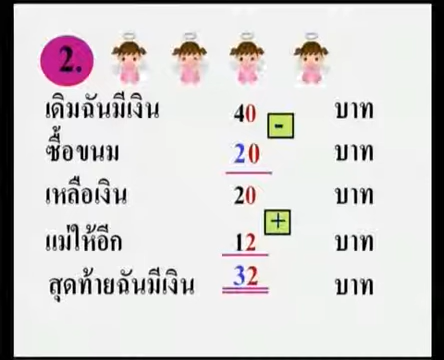 2.
เดิมฉันมีเงิน 40 บาท
-
ซื้อขนม 20 บาท
เหลือเงิน 20 บาท
+
แม่ให้อีก 12 บาท
สุดท้ายฉันมีเงิน 32 บาท